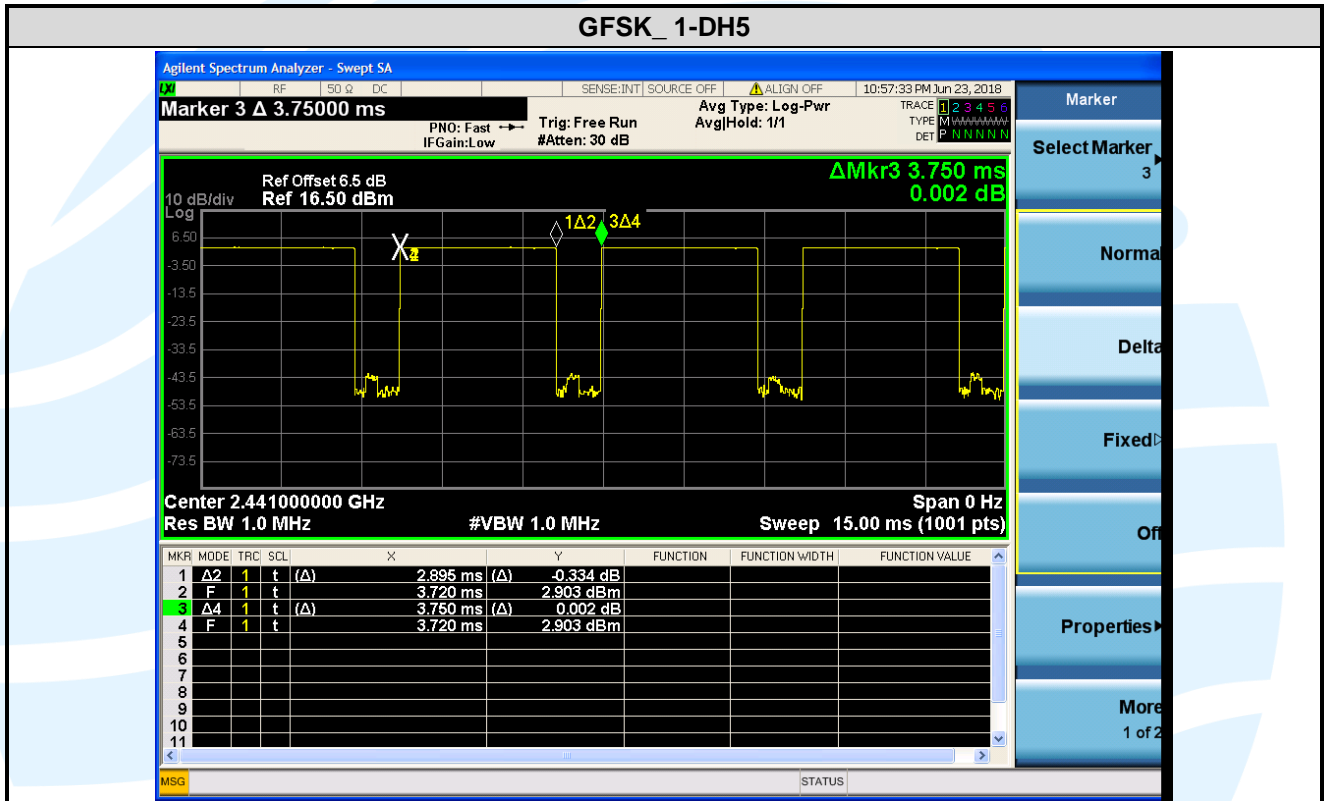 GFSK_ 1-DH5
Agilent Spectrum Analyzer - Swept SA
LXI RF 50 Ω DC SENSE:INT SOURCE OFF ALIGN OFF 10:57:33 PM Jun 23, 2018
Marker 3 Δ 3.75000 ms
PNO: Fast
IFGain:Low
Trig: Free Run
#Atten: 30 dB
Avg Type: Log-Pwr
Avg|Hold: 1/1
TRACE 1 2 3 4 5 6
TYPE M
DET P N N N N N
ΔMkr3 3.750 ms
0.002 dB
Ref Offset 6.5 dB
10 dB/div Ref 16.50 dBm
Log
6.50
-3.50
-13.5
-23.5
-33.5
-43.5
-53.5
-63.5
-73.5
1Δ2 3Δ4
Center 2.441000000 GHz Span 0 Hz
Res BW 1.0 MHz #VBW 1.0 MHz Sweep 15.00 ms (1001 pts)
MKR MODE TRC SCL X Y FUNCTION FUNCTION WIDTH FUNCTION VALUE
1 Δ2 1 t (Δ) 2.895 ms (Δ) -0.334 dB
2 F 1 t 3.720 ms 2.903 dBm
3 Δ4 1 t (Δ) 3.750 ms (Δ) 0.002 dB
4 F 1 t 3.720 ms 2.903 dBm
5
6
7
8
9
10
11
MSG STATUS
Marker
Select Marker
3
Normal
Delta
Fixed
Off
Properties
More
1 of 2